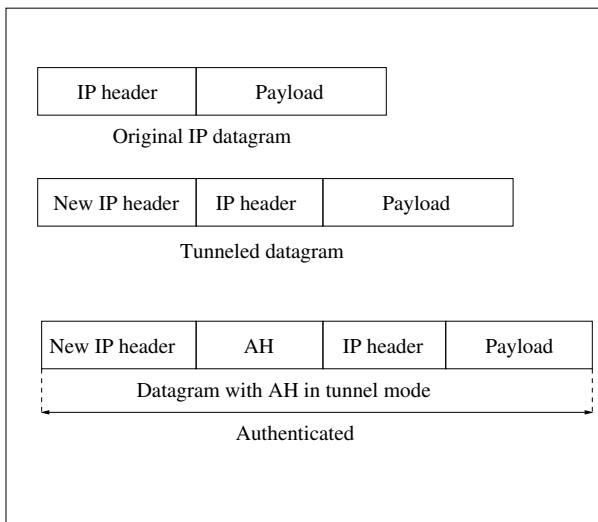 IP header Payload
Original IP datagram
New IP header IP header Payload
Tunneled datagram
New IP header AH IP header Payload
Datagram with AH in tunnel mode
Authenticated